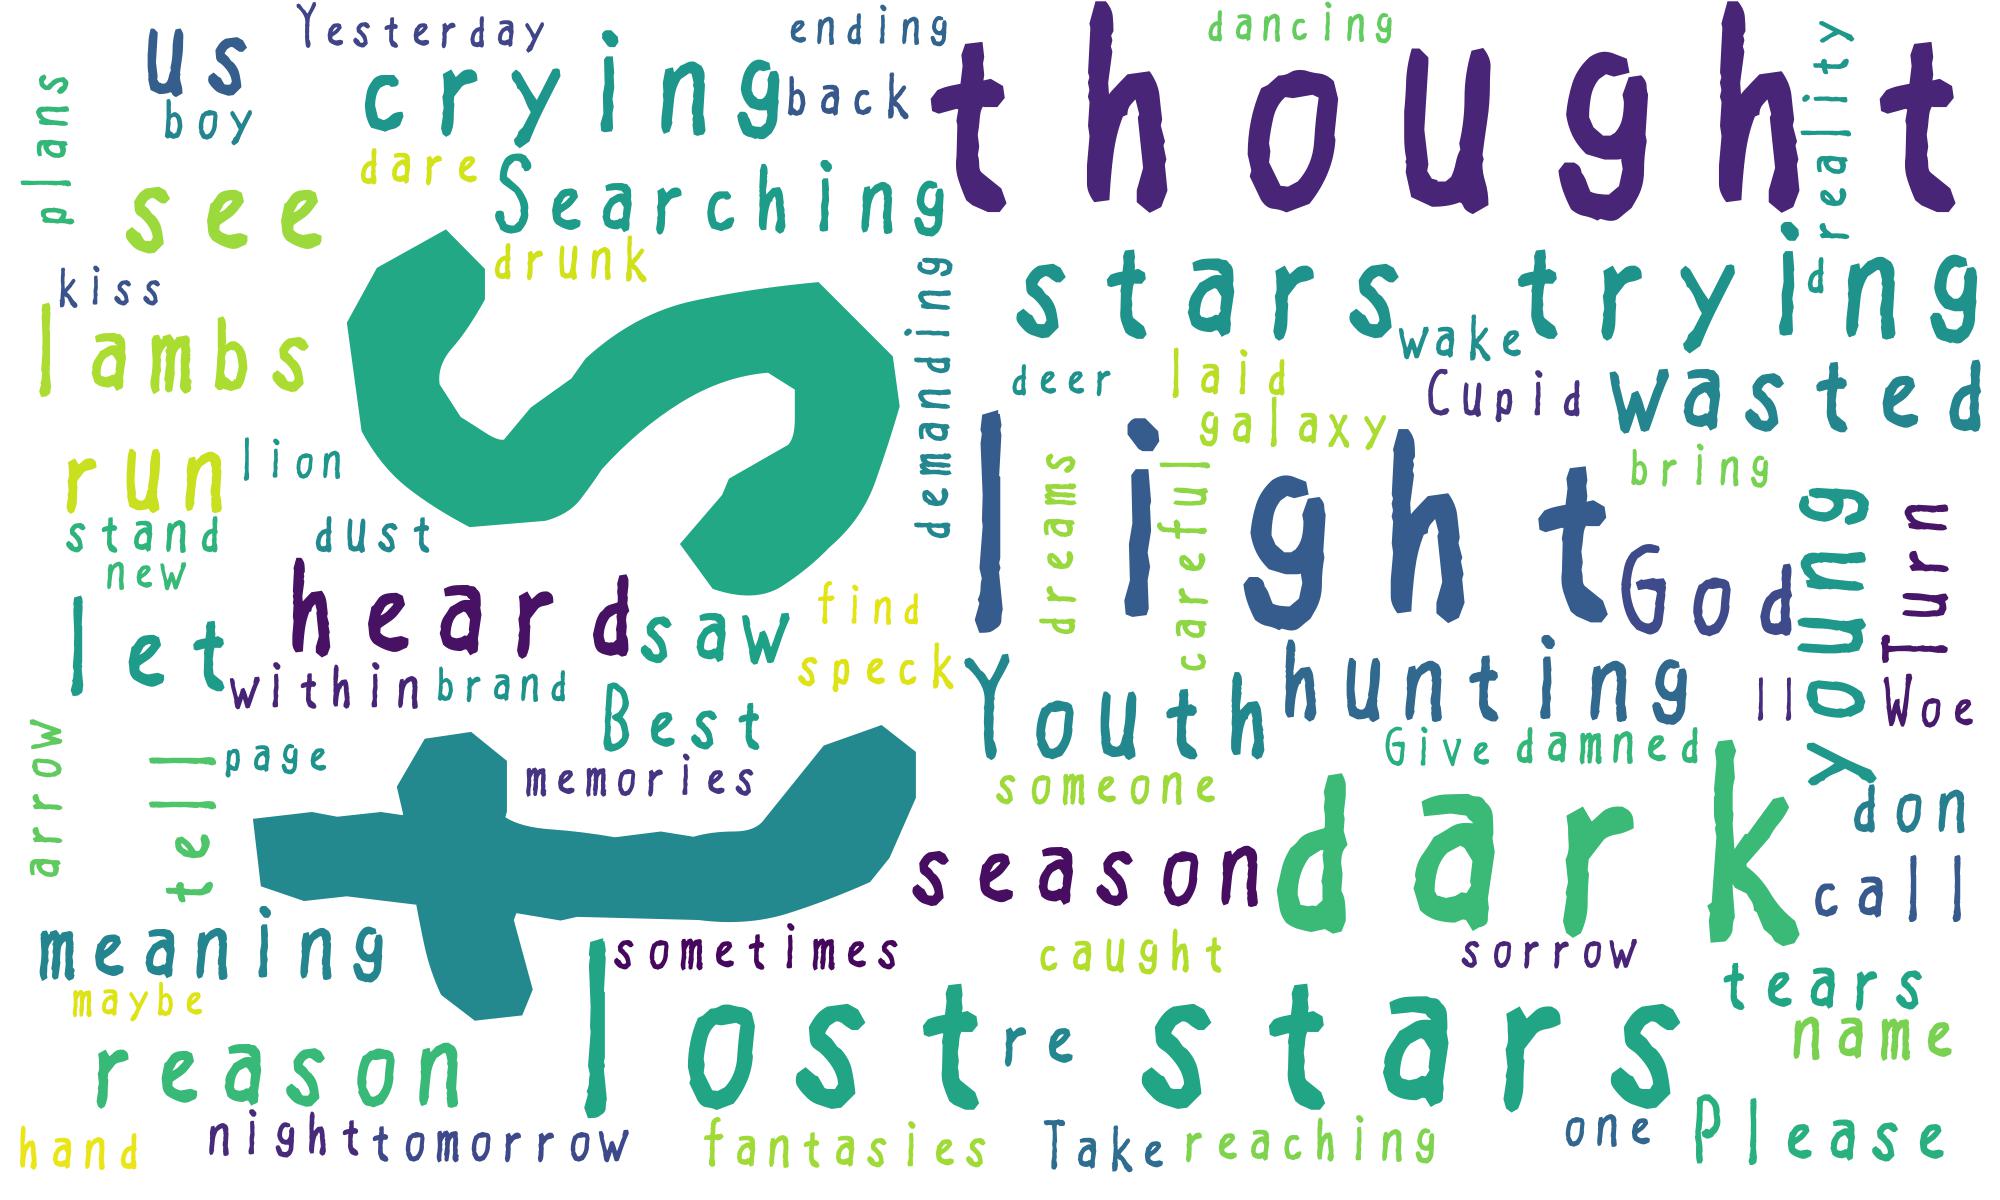 Yesterday
ending
dancing
us
crying
back
thought
boy
plans
reality
dare
Searching
see
drunk
kiss
demanding
stars
trying
d
lambs
s
wake
deer
laid
Cupid
wasted
galaxy
run
lion
light
bring
dreams
careful
young
Turn
stand
dust
new
heard
saw
find
God
let
within
brand
speck
Youth
hunting
ll
Woe
Best
arrow
tell
page
memories
Give
damned
someone
t
don
season
dark
call
meaning
sometimes
caught
sorrow
tears
maybe
name
reason
lost stars
re
hand
night
tomorrow
fantasies
Take
reaching
one
Please